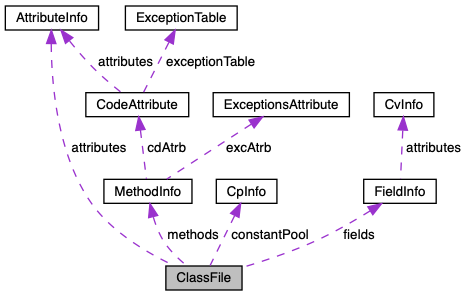 AttributeInfo
ExceptionTable
attributes
exceptionTable
CodeAttribute
ExceptionsAttribute
CvInfo
attributes
cdAtrb
excAtrb
attributes
MethodInfo
CpInfo
FieldInfo
methods
constantPool
fields
ClassFile